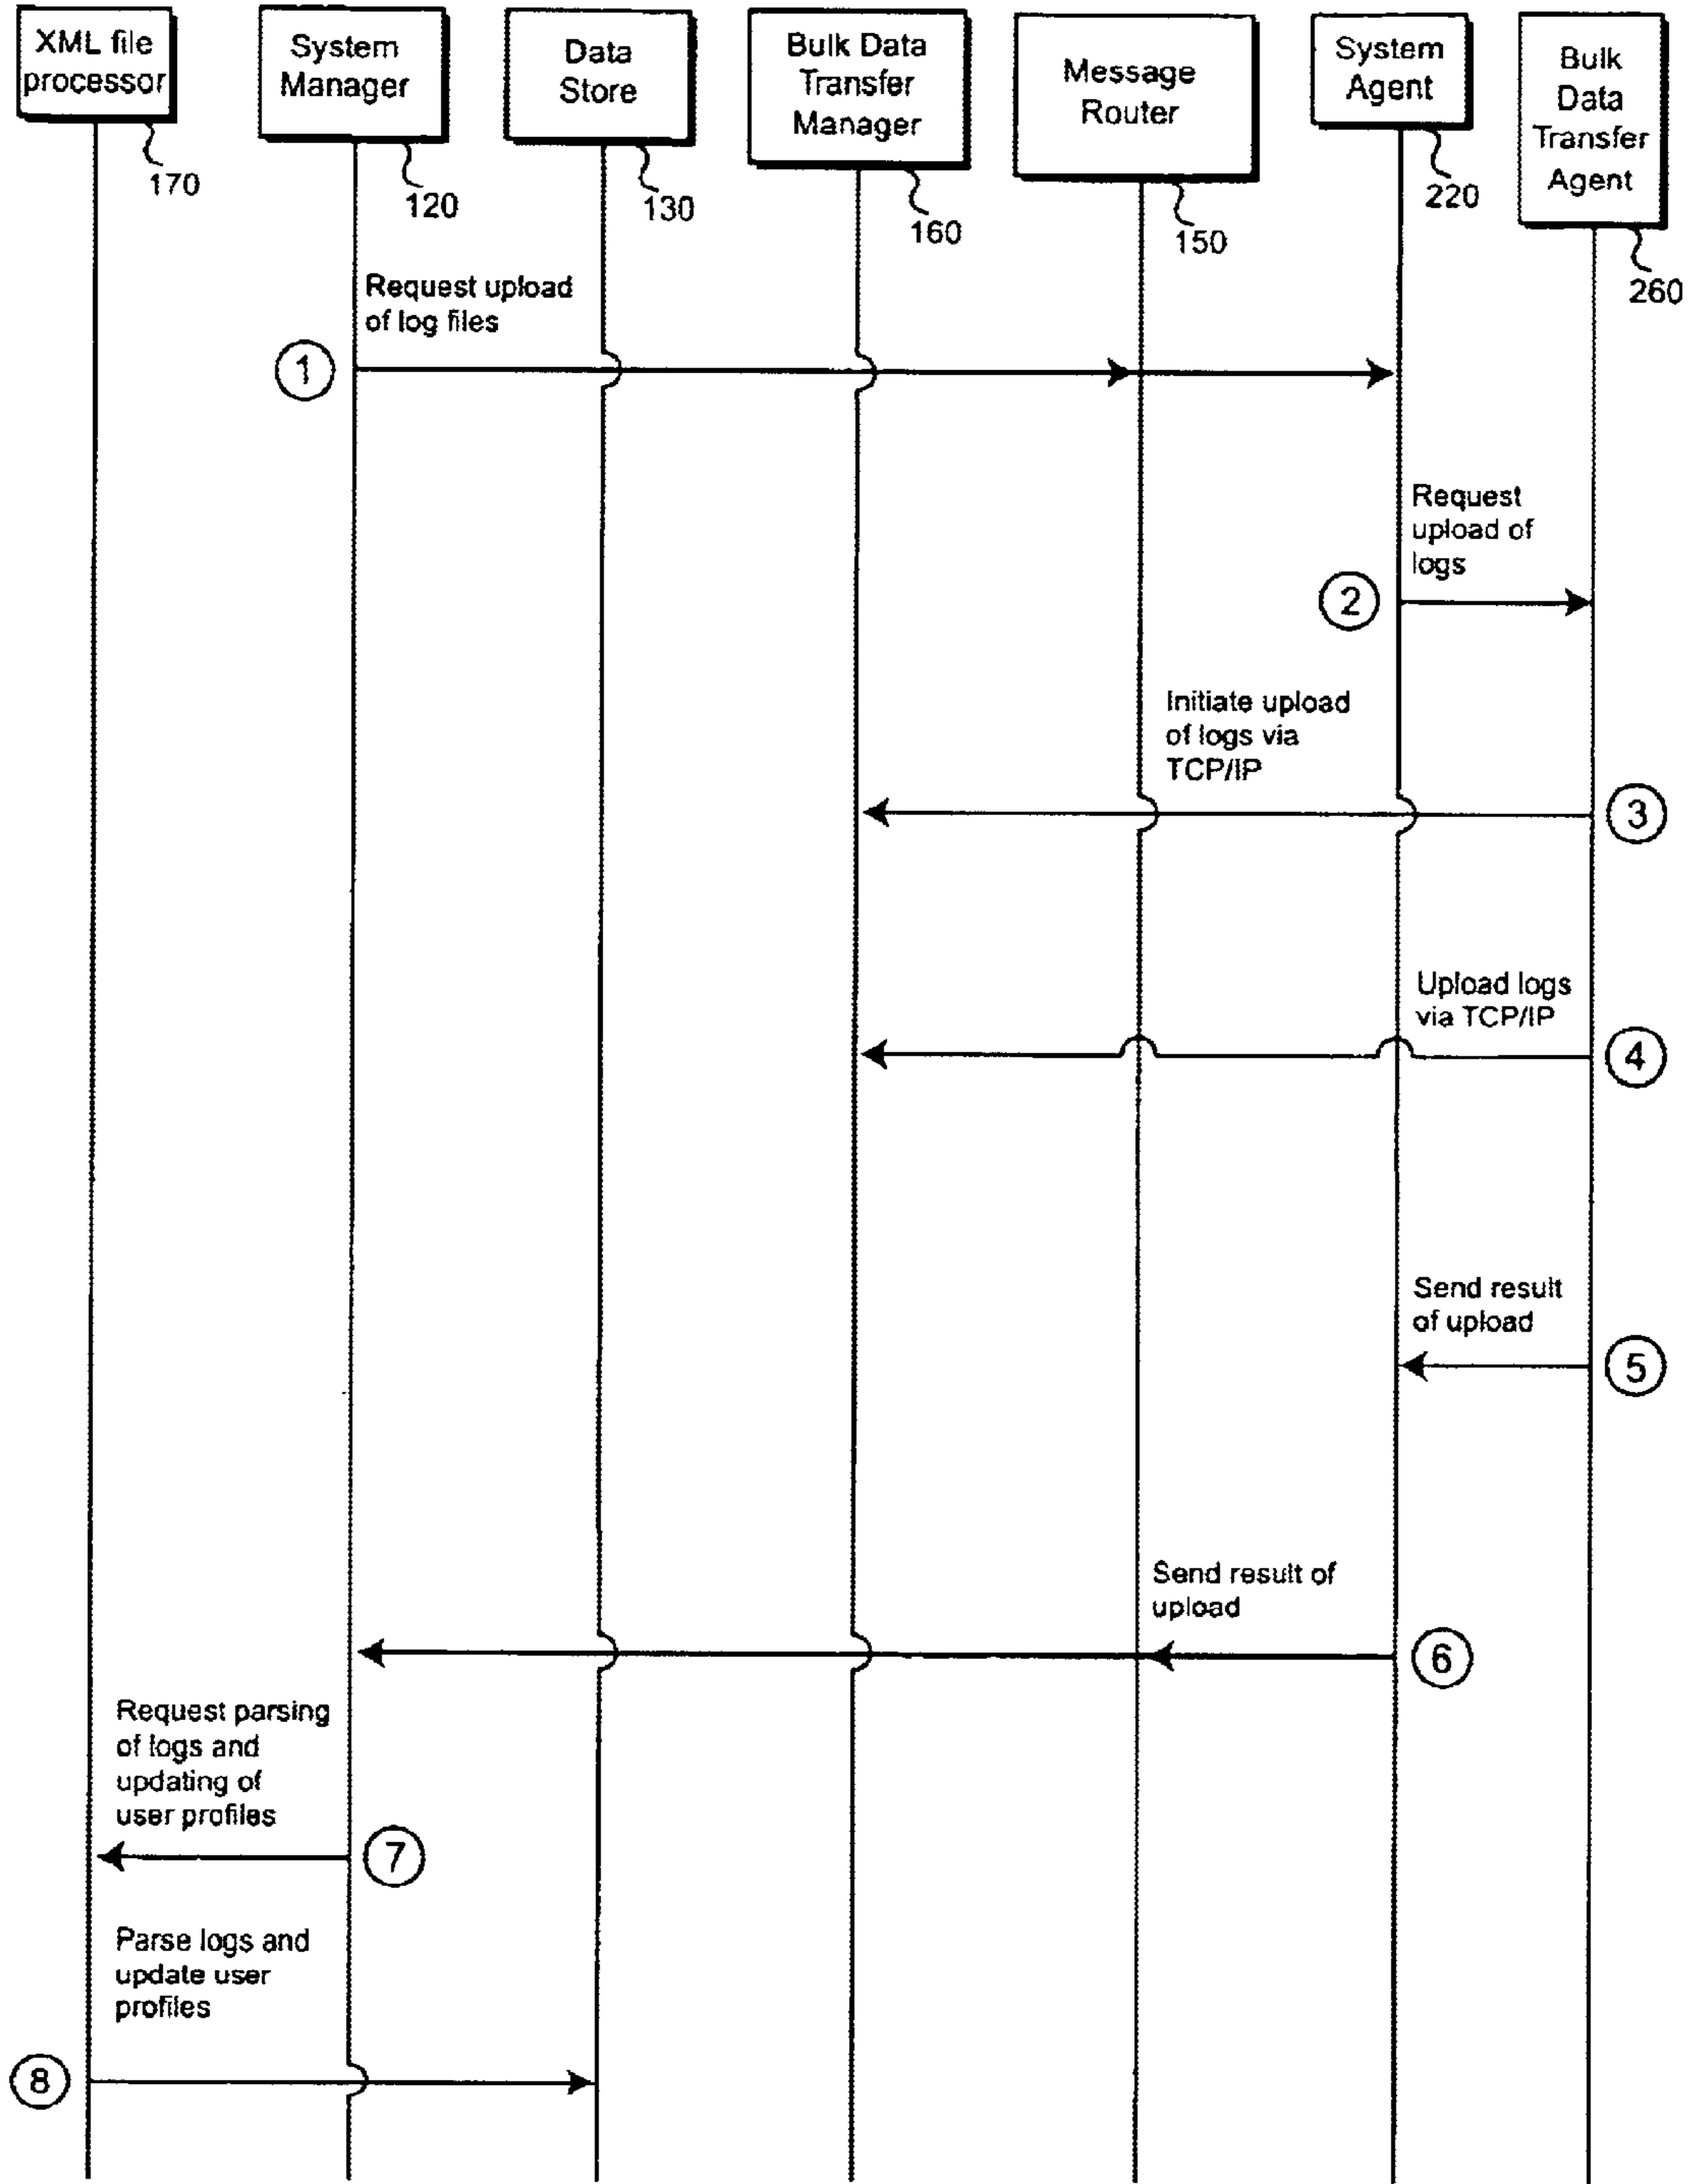 XML file
processor
170
System
Manager
120
Data
Store
130
Bulk Data
Transfer
Manager
160
Message
Router
150
System
Agent
220
Bulk
Data
Transfer
Agent
260
Request upload
of log files
1
Request
upload of
logs
2
Initiate upload
of logs via
TCP/IP
3
Upload logs
via TCP/IP
4
Send result
of upload
5
Send result of
upload
6
Request parsing
of logs and
updating of
user profiles
7
Parse logs and
update user
profiles
8